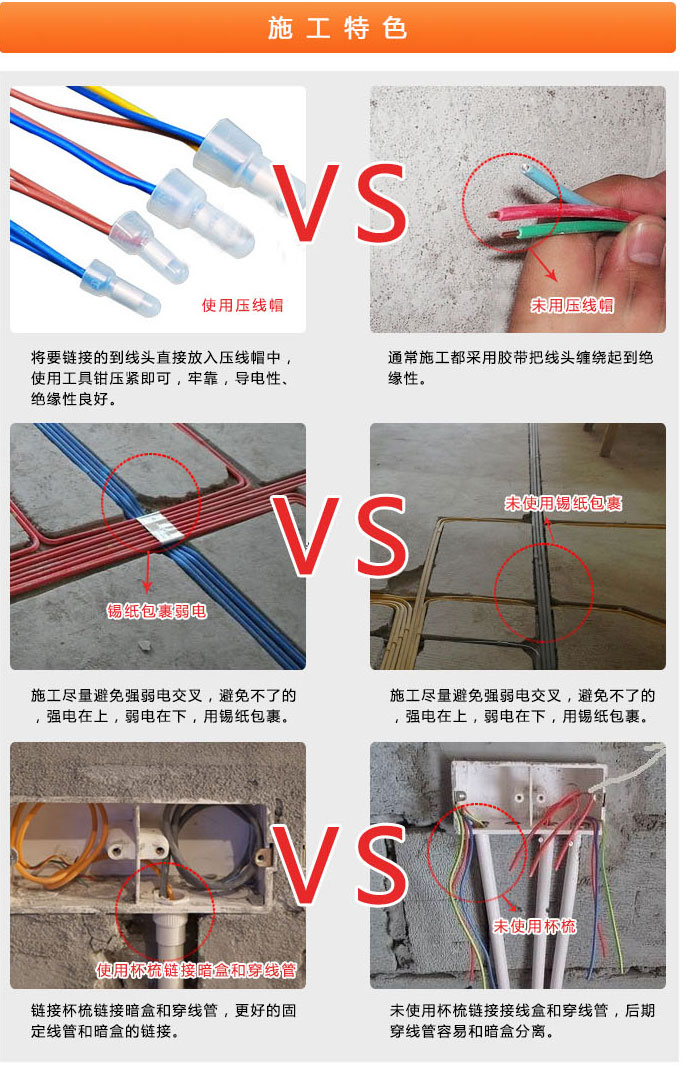 施工特色
VS
使用压线帽
未用压线帽
将要链接的到线头直接放入压线帽中，
使用工具钳压紧即可，牢靠，导电性、
绝缘性良好。
通常施工都采用胶带把线头缠绕起到绝
缘性。
VS
锡纸包裹弱电
未使用锡纸包裹
施工尽量避免强弱电交叉，避免不了的
，强电在上，弱电在下，用锡纸包裹。
施工尽量避免强弱电交叉，避免不了的
，强电在上，弱电在下，用锡纸包裹。
VS
使用杯梳链接暗盒和穿线管
未使用杯梳
链接杯梳链接暗盒和穿线管，更好的固
定线管和暗盒的链接。
未使用杯梳链接接线盒和穿线管，后期
穿线管容易和暗盒分离。